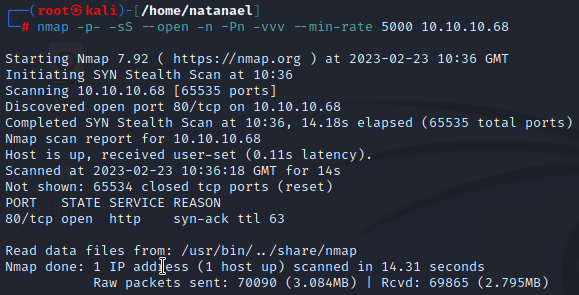 ┌──(root㉿kali)-[/home/natanael]
└─# nmap -p- -sS --open -n -Pn -vvv --min-rate 5000 10.10.10.68
Starting Nmap 7.92 ( https://nmap.org ) at 2023-02-23 10:36 GMT
Initiating SYN Stealth Scan at 10:36
Scanning 10.10.10.68 [65535 ports]
Discovered open port 80/tcp on 10.10.10.68
Completed SYN Stealth Scan at 10:36, 14.18s elapsed (65535 total ports)
Nmap scan report for 10.10.10.68
Host is up, received user-set (0.11s latency).
Scanned at 2023-02-23 10:36:18 GMT for 14s
Not shown: 65534 closed tcp ports (reset)
PORT   STATE SERVICE REASON
80/tcp open  http    syn-ack ttl 63
Read data files from: /usr/bin/../share/nmap
Nmap done: 1 IP address (1 host up) scanned in 14.31 seconds
Raw packets sent: 70090 (3.084MB) | Rcvd: 69865 (2.795MB)